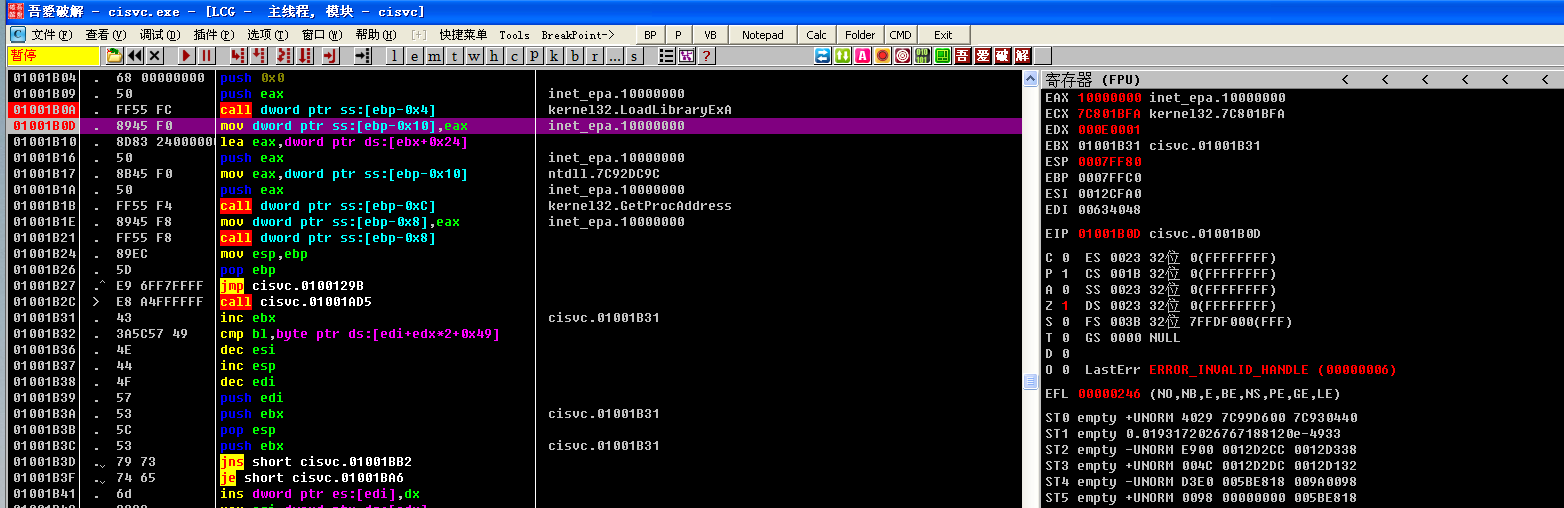 吾愛破解 - cisvc.exe - [LCG - 主线程, 模块 - cisvc]
文件(F) 查看(V) 调试(D) 插件(P) 选项(T) 窗口(W) 帮助(H) [+] 快捷菜单 Tools BreakPoint-> BP P VB Notepad Calc Folder CMD Exit
暂停 l e m t w h c P k b r ... s ? A 吾 爱 破 解
寄存器 (FPU) < < < < < <
01001B04 . 68 00000000 push 0x0
01001B09 . 50 push eax inet_epa.10000000
01001B0A . FF55 FC call dword ptr ss:[ebp-0x4] kernel32.LoadLibraryExA
01001B0D . 8945 F0 mov dword ptr ss:[ebp-0x10],eax inet_epa.10000000
01001B10 . 8D83 24000000 lea eax,dword ptr ds:[ebx+0x24]
01001B16 . 50 push eax inet_epa.10000000
01001B17 . 8B45 F0 mov eax,dword ptr ss:[ebp-0x10] ntdll.7C92DC9C
01001B1A . 50 push eax inet_epa.10000000
01001B1B . FF55 F4 call dword ptr ss:[ebp-0xC] kernel32.GetProcAddress
01001B1E . 8945 F8 mov dword ptr ss:[ebp-0x8],eax inet_epa.10000000
01001B21 . FF55 F8 call dword ptr ss:[ebp-0x8]
01001B24 . 89EC mov esp,ebp
01001B26 . 5D pop ebp
01001B27 .^ E9 6FF7FFFF jmp cisvc.0100129B
01001B2C > E8 A4FFFFFF call cisvc.01001AD5
01001B31 . 43 inc ebx cisvc.01001B31
01001B32 . 3A5C57 49 cmp bl,byte ptr ds:[edi+edx*2+0x49]
01001B36 . 4E dec esi
01001B37 . 44 inc esp
01001B38 . 4F dec edi
01001B39 . 57 push edi
01001B3A . 53 push ebx cisvc.01001B31
01001B3B . 5C pop esp
01001B3C . 53 push ebx cisvc.01001B31
01001B3D .v 79 73 jns short cisvc.01001BB2
01001B3F .v 74 65 je short cisvc.01001BA6
01001B41 . 6d ins dword ptr es:[edi],dx
EAX 10000000 inet_epa.10000000
ECX 7C801BFA kernel32.7C801BFA
EDX 000E0001
EBX 01001B31 cisvc.01001B31
ESP 0007FF80
EBP 0007FFC0
ESI 0012CFA0
EDI 00634048
EIP 01001B0D cisvc.01001B0D
C 0 ES 0023 32位 0(FFFFFFFF)
P 1 CS 001B 32位 0(FFFFFFFF)
A 0 SS 0023 32位 0(FFFFFFFF)
Z 1 DS 0023 32位 0(FFFFFFFF)
S 0 FS 003B 32位 7FFDF000(FFF)
T 0 GS 0000 NULL
D 0
O 0 LastErr ERROR_INVALID_HANDLE (00000006)
EFL 00000246 (NO,NB,E,BE,NS,PE,GE,LE)
ST0 empty +UNORM 4029 7C99D600 7C930440
ST1 empty 0.0193172026767188120e-4933
ST2 empty -UNORM E900 0012D2CC 0012D338
ST3 empty +UNORM 004C 0012D2DC 0012D132
ST4 empty -UNORM D3E0 005BE818 009A0098
ST5 empty +UNORM 0098 00000000 005BE818